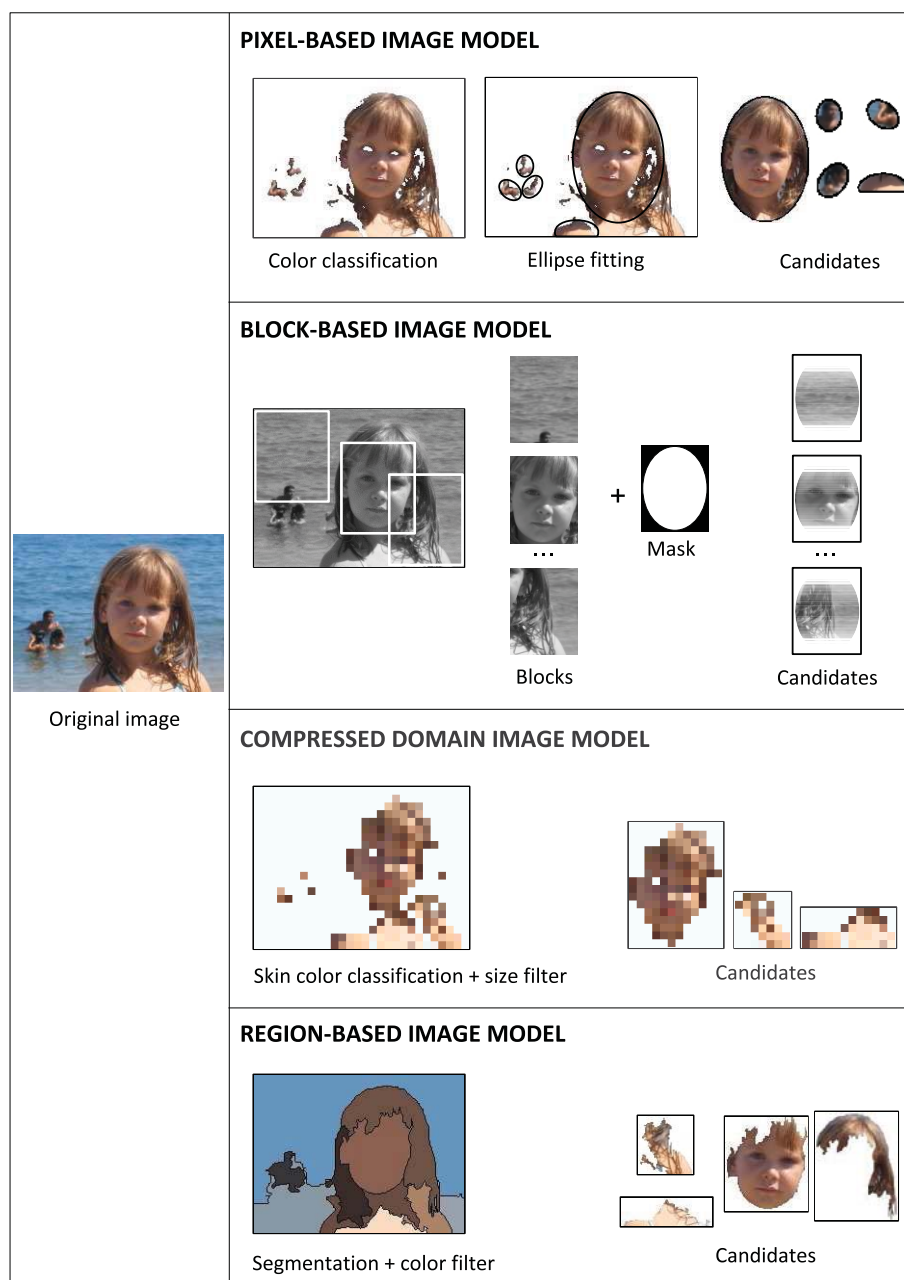 Original image
PIXEL-BASED IMAGE MODEL
Color classification
Ellipse fitting
Candidates
BLOCK-BASED IMAGE MODEL
+
...
...
Mask
Blocks
Candidates
COMPRESSED DOMAIN IMAGE MODEL
Skin color classification + size filter
Candidates
REGION-BASED IMAGE MODEL
Segmentation + color filter
Candidates